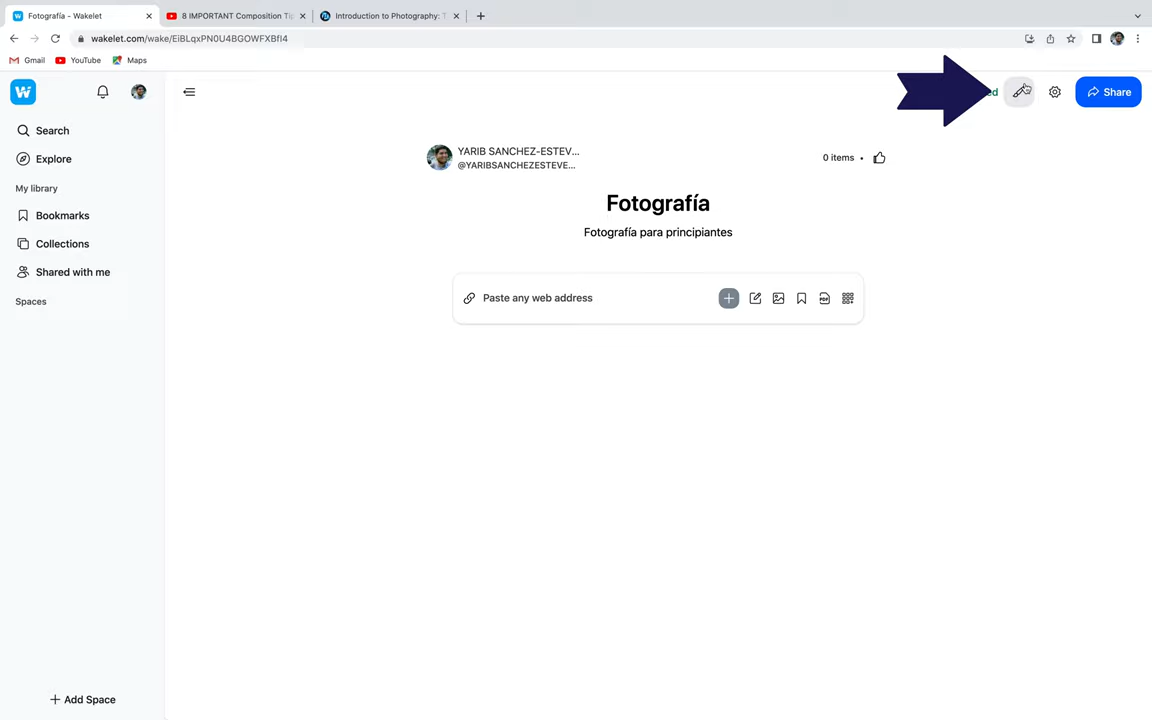 Fotografía - Wakelet
8 IMPORTANT Composition Ti
Introduction to Photography: T
wakelet.com/wake/EiBLqxPN0U4BGOWFXBfI4
Gmail
YouTube
Maps
Share
Search
Explore
My library
Bookmarks
Collections
Shared with me
Spaces
Add Space
YARIB SANCHEZ-ESTEV...
@YARIBSANCHEZESTEVE...
0 items •
Fotografía
Fotografía para principiantes
Paste any web address
PDF